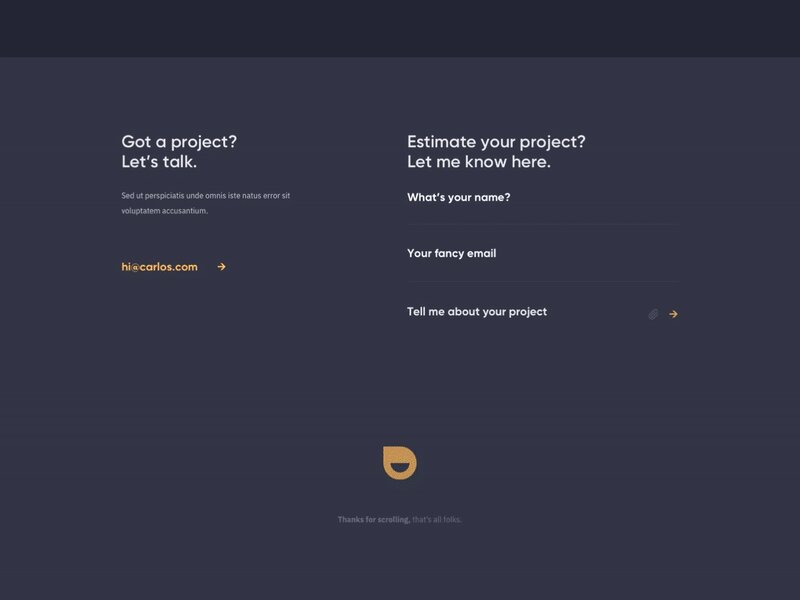 Got a project?
Let's talk.
Sed ut perspiciatis unde omnis iste natus error sit
voluptatem accusantium.
hi@carlos.com
Estimate your project?
Let me know here.
What's your name?
Your fancy email
Tell me about your project
Thanks for scrolling, that's all folks.